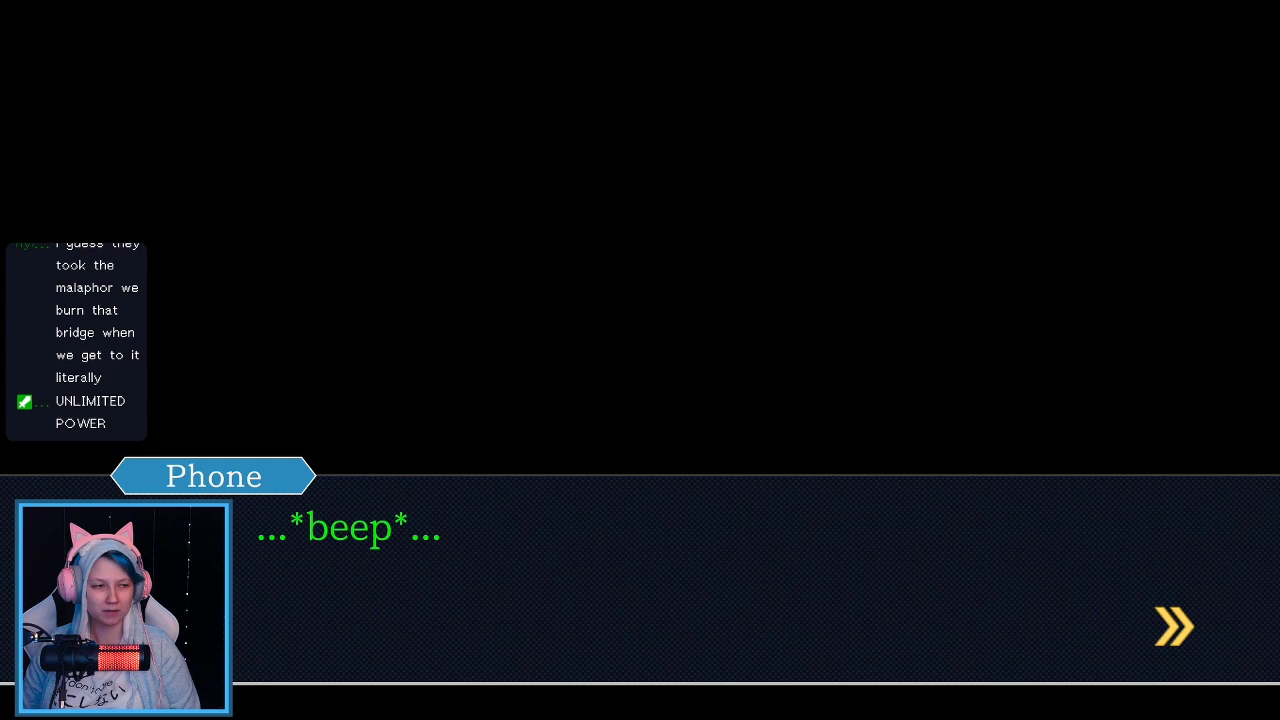 I guess they
took the
malaphor we
burn that
bridge when
we get to it
literally
... UNLIMITED
POWER
Phone
...*beep*...